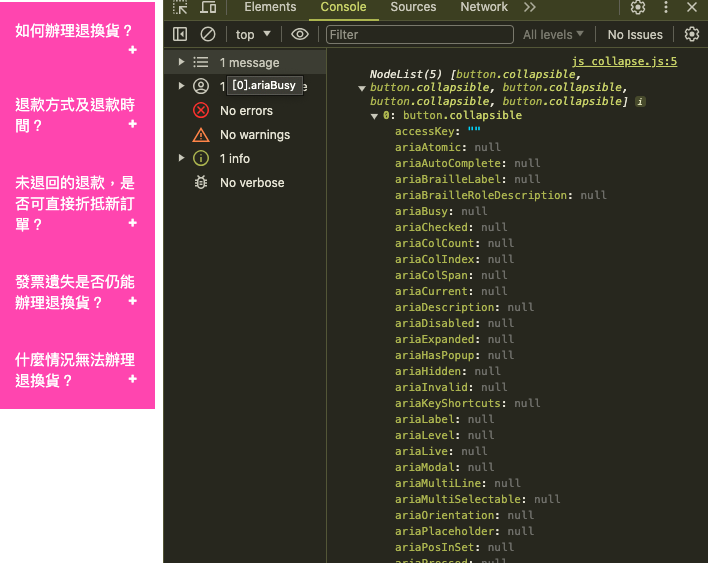 如何辦理退換貨？
+
退款方式及退款時
間？
+
未退回的退款，是
否可直接折抵新訂
單？
+
發票遺失是否仍能
辦理退換貨？
+
什麼情況無法辦理
退換貨？
+
Elements Console Sources Network
top Filter All levels No Issues
1 message
1 e
[0].ariaBusy
No errors
No warnings
1 info
No verbose
js_collapse.js:5
NodeList(5) [button.collapsible,
button.collapsible, button.collapsible,
button.collapsible, button.collapsible] i
0: button.collapsible
accessKey: ""
ariaAtomic: null
ariaAutoComplete: null
ariaBrailleLabel: null
ariaBrailleRoleDescription: null
ariaBusy: null
ariaChecked: null
ariaColCount: null
ariaColIndex: null
ariaColSpan: null
ariaCurrent: null
ariaDescription: null
ariaDisabled: null
ariaExpanded: null
ariaHasPopup: null
ariaHidden: null
ariaInvalid: null
ariaKeyShortcuts: null
ariaLabel: null
ariaLevel: null
ariaLive: null
ariaModal: null
ariaMultiLine: null
ariaMultiSelectable: null
ariaOrientation: null
ariaPlaceholder: null
ariaPosInSet: null
ariaPressed: null